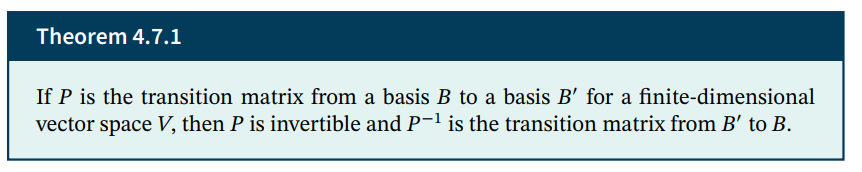 Theorem 4.7.1
If P is the transition matrix from a basis B to a basis B′ for a finite-dimensional
vector space V, then P is invertible and P⁻¹ is the transition matrix from B′ to B.